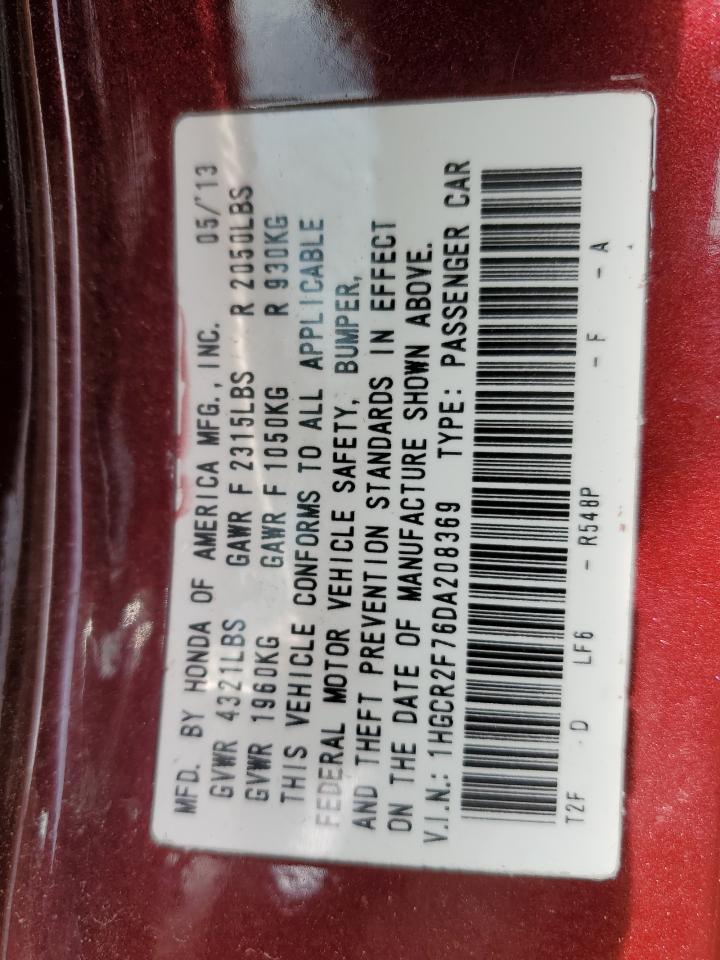 MFD. BY HONDA OF AMERICA MFG., INC. 05/'13
GVWR 4321LBS GAWR F 2315LBS R 2050LBS
GVWR 1960KG GAWR F 1050KG R 930KG
THIS VEHICLE CONFORMS TO ALL APPLICABLE
FEDERAL MOTOR VEHICLE SAFETY, BUMPER,
AND THEFT PREVENTION STANDARDS IN EFFECT
ON THE DATE OF MANUFACTURE SHOWN ABOVE.
V.I.N.: 1HGCR2F76DA208369 TYPE: PASSENGER CAR
T2F - D LF6 - R548P - F - A